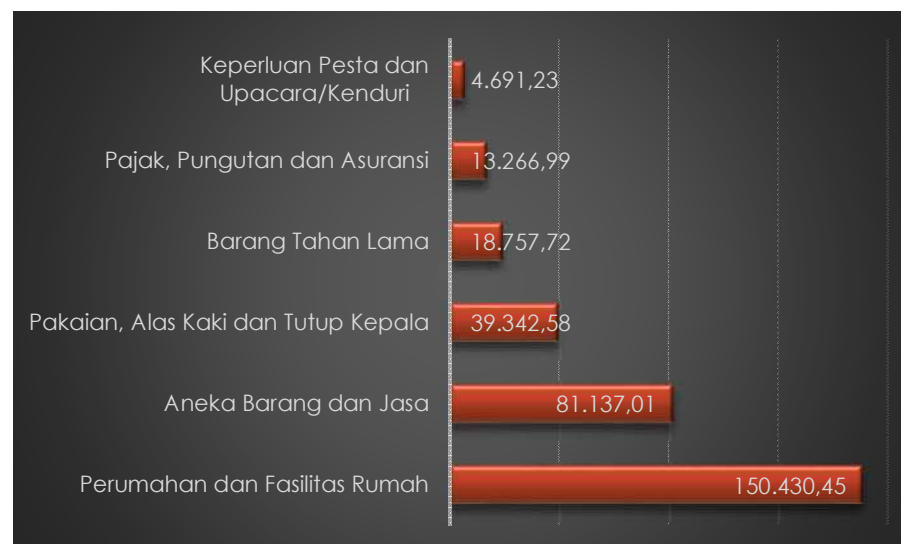 Keperluan Pesta dan
Upacara/Kenduri
4.691,23
Pajak, Pungutan dan Asuransi
13.266,99
Barang Tahan Lama
18.757,72
Pakaian, Alas Kaki dan Tutup Kepala
39.342,58
Aneka Barang dan Jasa
81.137,01
Perumahan dan Fasilitas Rumah
150.430,45